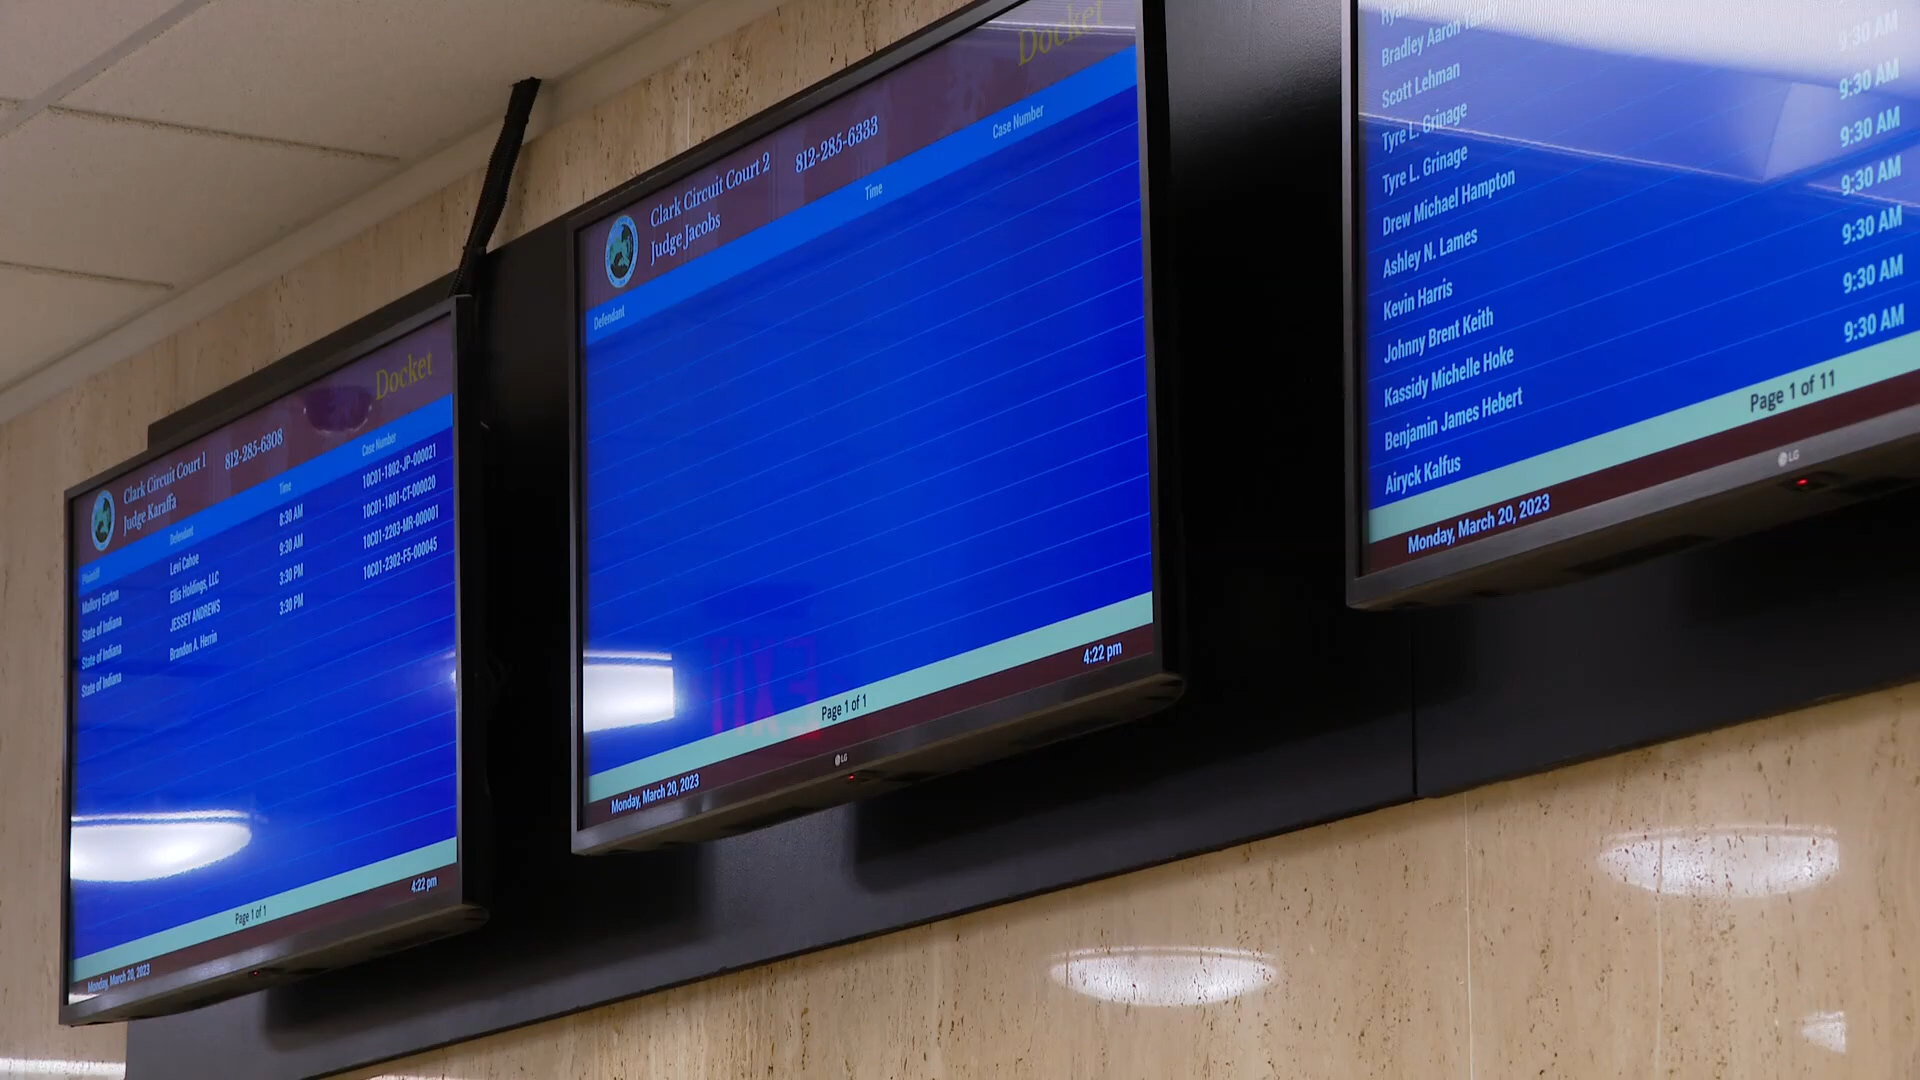 Clark Circuit Court 1 812-285-6308 Docket
Judge Karaffa
Plaintiff Defendant Time Case Number
Mallory Eurton Levi Cahoe 8:30 AM 10C01-1802-JP-000021
State of Indiana Ellis Holdings, LLC 9:30 AM 10C01-1801-CT-000020
State of Indiana JESSEY ANDREWS 3:30 PM 10C01-2203-MR-000001
State of Indiana Brandon A. Herrin 3:30 PM 10C01-2302-F5-000045
Page 1 of 1
Monday, March 20, 2023 4:22 pm
Clark Circuit Court 2 812-285-6333 Docket
Judge Jacobs
Defendant Time Case Number
EXIT
Page 1 of 1
Monday, March 20, 2023 4:22 pm
LG
Ryan
Bradley Aaron 9:30 AM
Scott Lehman 9:30 AM
Tyre L. Grinage 9:30 AM
Tyre L. Grinage 9:30 AM
Drew Michael Hampton 9:30 AM
Ashley N. Lames 9:30 AM
Kevin Harris 9:30 AM
Johnny Brent Keith
Kassidy Michelle Hoke
Benjamin James Hebert
Airyck Kalfus
Page 1 of 11
Monday, March 20, 2023
LG